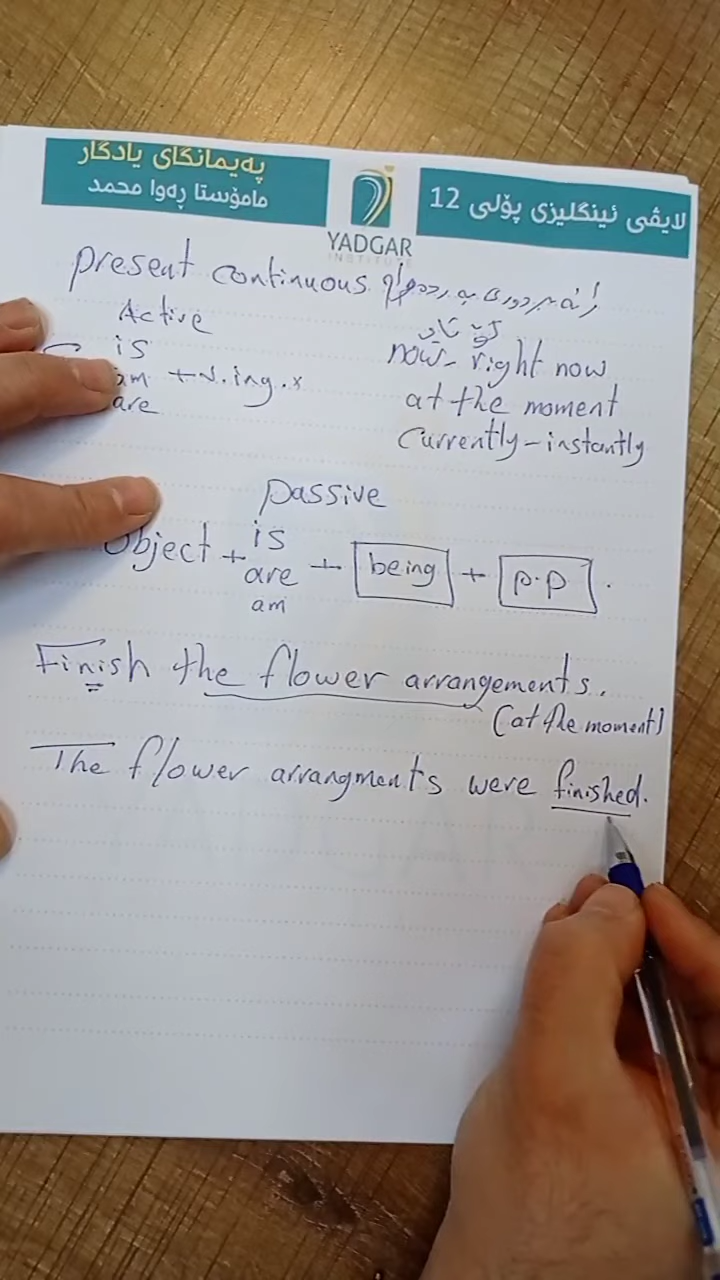 پەیمانگای یادگار
مامۆستا ڕەوا محمد
YADGAR
INSTITUTE
لایڤی ئینگلیزی پۆلی 12
present continuous
Active
is
am + v.ing.x
are
now - right now
at the moment
Currently - instantly
passive
object + is + being + p.p.
are
am
Finish the flower arrangements.
(at the moment)
The flower arrangments were finished.